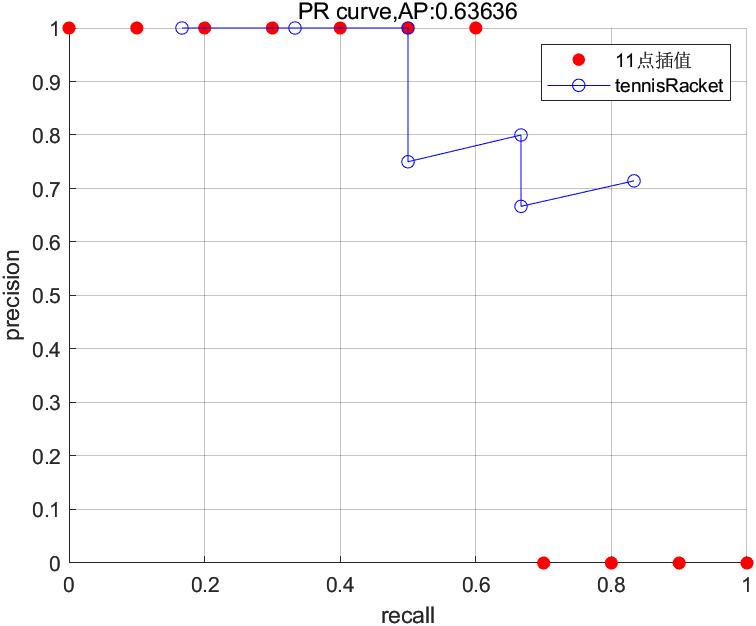 PR curve,AP:0.63636
11点插值
tennisRacket
1
0.9
0.8
0.7
0.6
0.5
0.4
0.3
0.2
0.1
0
precision
0 0.2 0.4 0.6 0.8 1
recall